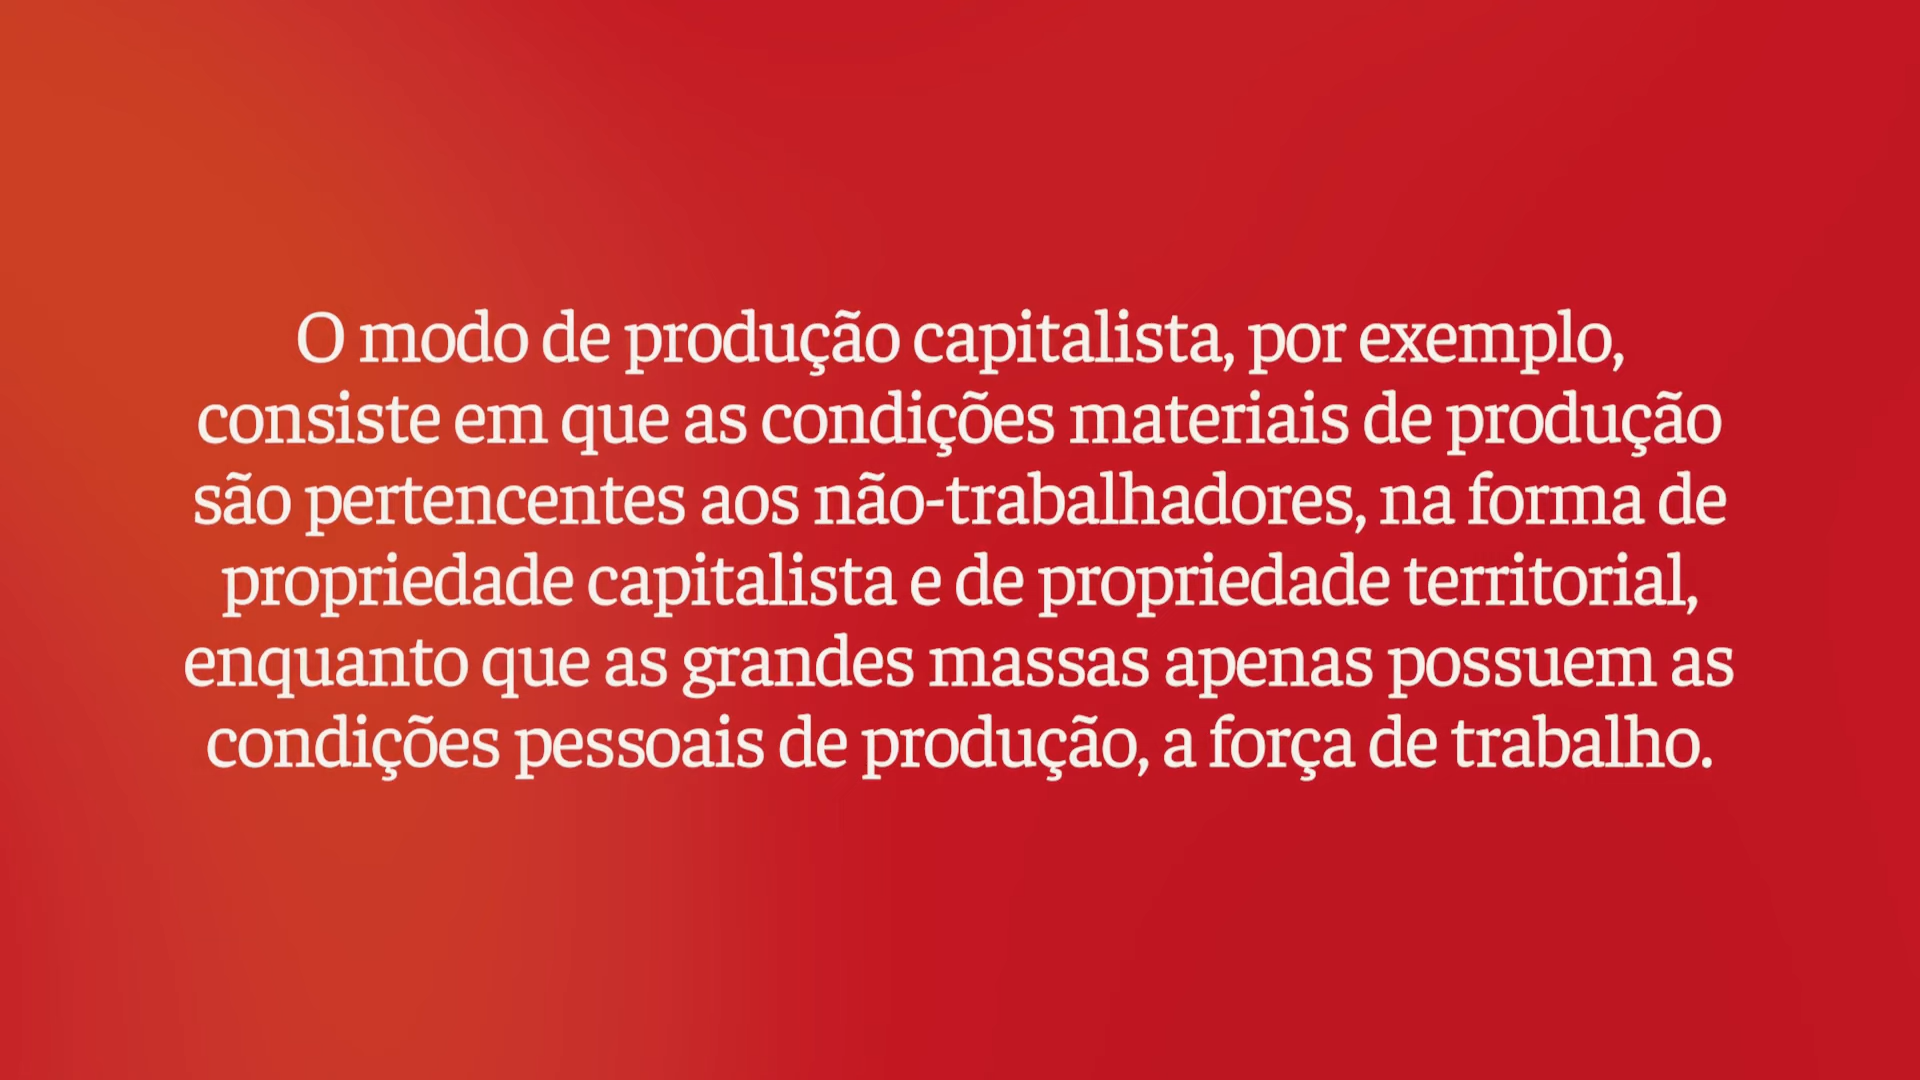 O modo de produção capitalista, por exemplo,
consiste em que as condições materiais de produção
são pertencentes aos não-trabalhadores, na forma de
propriedade capitalista e de propriedade territorial,
enquanto que as grandes massas apenas possuem as
condições pessoais de produção, a força de trabalho.